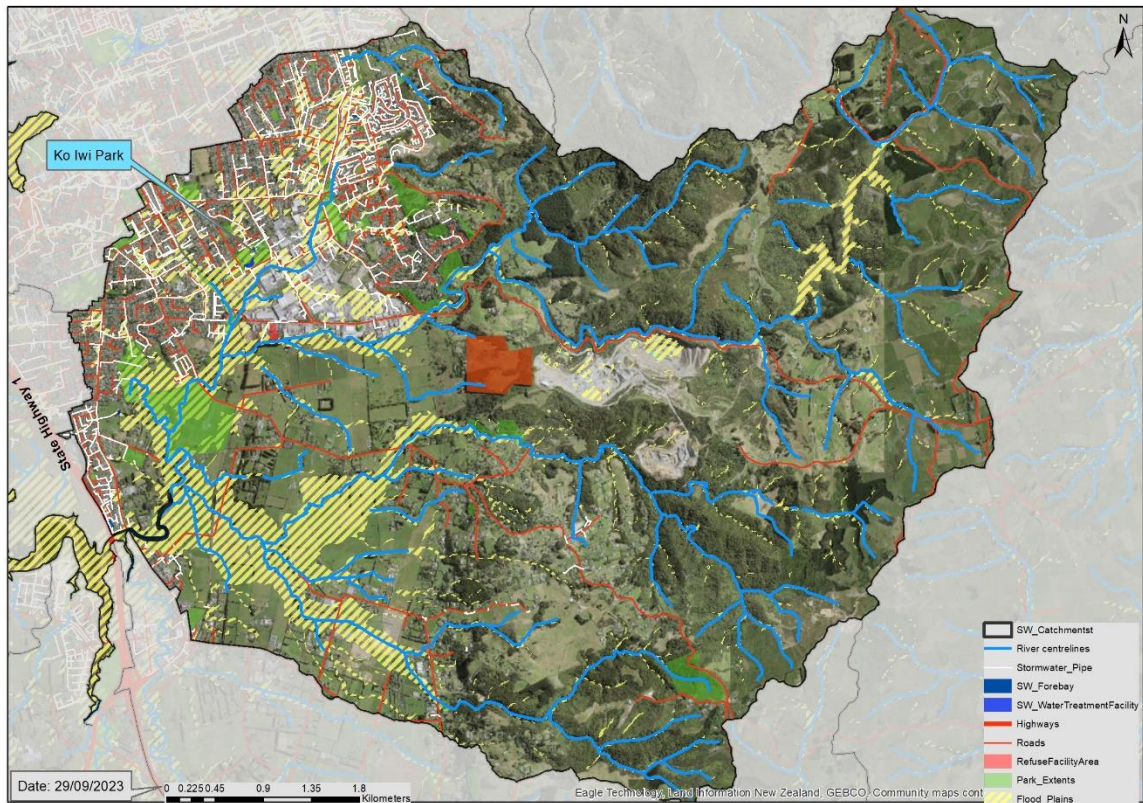 N
Ko Iwi Park
State Highway 1
SW_Catchmentst
River centrelines
Stormwater_Pipe
SW_Forebay
SW_WaterTreatmentFacility
Highways
Roads
RefuseFacilityArea
Park_Extents
Flood_Plains
Date: 29/09/2023
0 0.225 0.45 0.9 1.35 1.8
Kilometers
Eagle Technology, Land Information New Zealand, GEBCO, Community maps cont